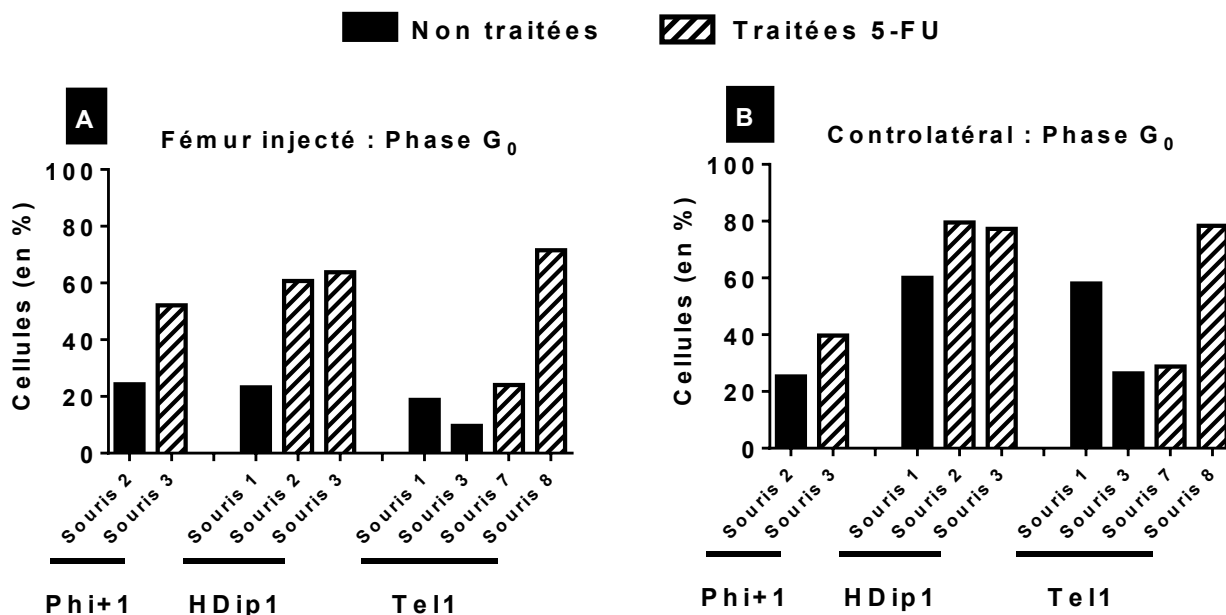 Non traitées Traitées 5-FU
A
Fémur injecté : Phase G0
Cellules (en %)
100
80
60
40
20
0
Souris 2
Souris 3
Souris 1
Souris 2
Souris 3
Souris 1
Souris 3
Souris 7
Souris 8
Phi+1 HDip1 Tel1
B
Controlatéral : Phase G0
Cellules (en %)
100
80
60
40
20
0
Souris 2
Souris 3
Souris 1
Souris 2
Souris 3
Souris 1
Souris 3
Souris 7
Souris 8
Phi+1 HDip1 Tel1